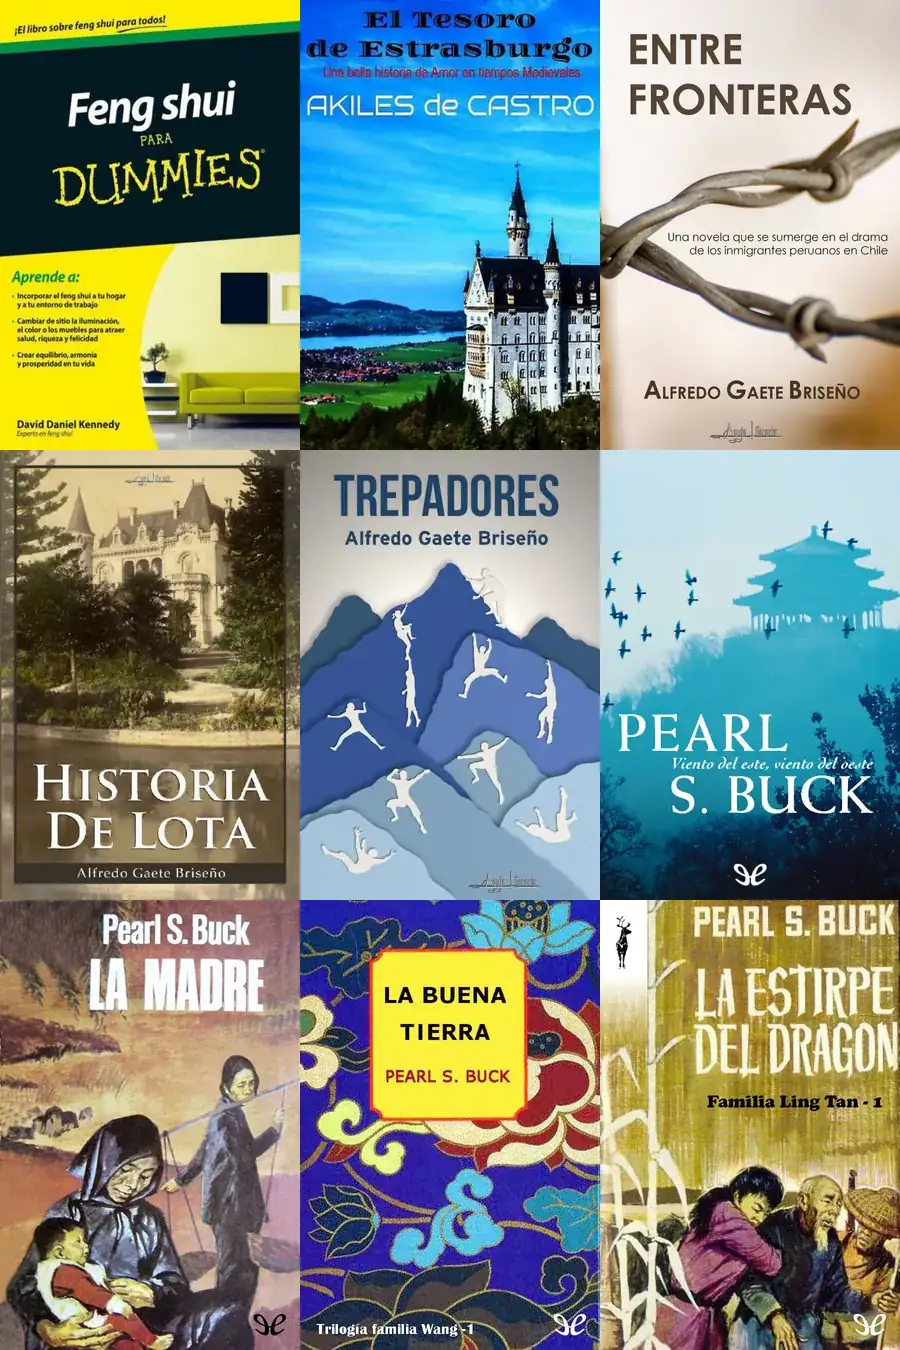 ¡El libro sobre feng shui para todos!
Feng shui
PARA
DUMMIES
Aprende a:
• Incorporar el feng shui a tu hogar
y a tu entorno de trabajo
• Cambiar de sitio la iluminación,
el color o los muebles para atraer
salud, riqueza y felicidad
• Crear equilibrio, armonía
y prosperidad en tu vida
David Daniel Kennedy
Experto en feng shui
El Tesoro
de Estrasburgo
Una bella historia de Amor en tiempos Medievales
AKILES de CASTRO
ENTRE
FRONTERAS
Una novela que se sumerge en el drama
de los inmigrantes peruanos en Chile
ALFREDO GAETE BRISEÑO
HISTORIA
DE LOTA
Alfredo Gaete Briseño
TREPADORES
Alfredo Gaete Briseño
PEARL
Viento del este, viento del oeste
S. BUCK
Pearl S. Buck
LA MADRE
LA BUENA
TIERRA
PEARL S. BUCK
Trilogía familia Wang -1
PEARL S. BUCK
LA ESTIRPE
DEL DRAGON
Familia Ling Tan - 1